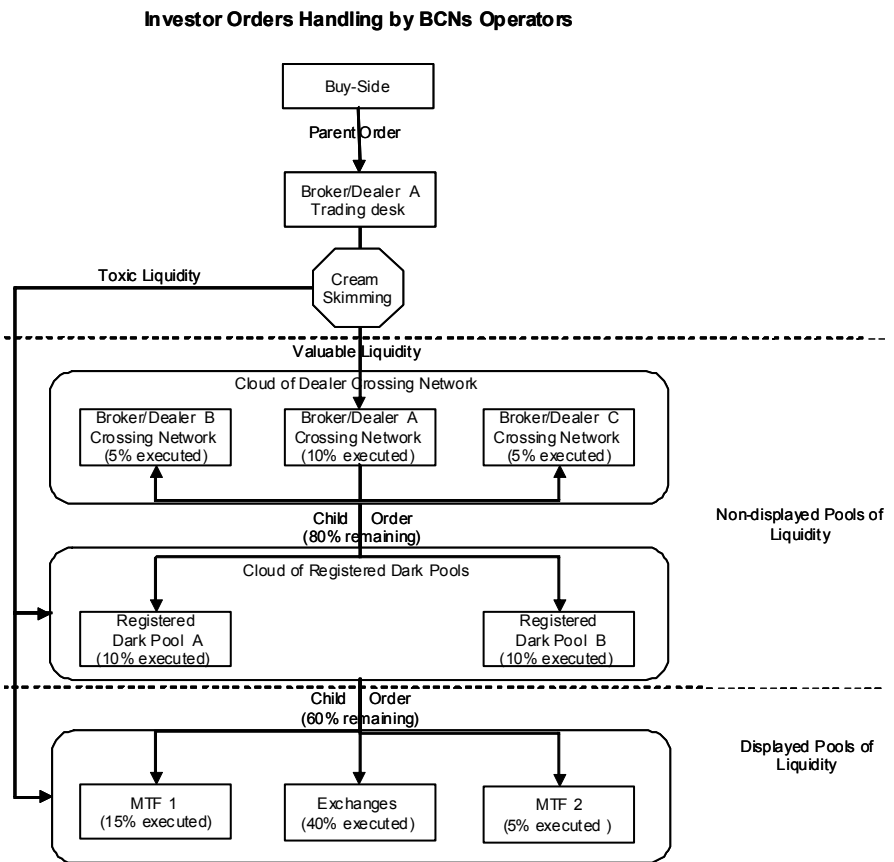 Investor Orders Handling by BCNs Operators
Buy-Side
Parent Order
Broker/Dealer A
Trading desk
Toxic Liquidity
Cream
Skimming
Valuable Liquidity
Cloud of Dealer Crossing Network
Broker/Dealer B
Crossing Network
(5% executed)
Broker/Dealer A
Crossing Network
(10% executed)
Broker/Dealer C
Crossing Network
(5% executed)
Non-displayed Pools of
Liquidity
Child Order
(80% remaining)
Cloud of Registered Dark Pools
Registered
Dark Pool A
(10% executed)
Registered
Dark Pool B
(10% executed)
Child Order
(60% remaining)
Displayed Pools of
Liquidity
MTF 1
(15% executed)
Exchanges
(40% executed)
MTF 2
(5% executed )